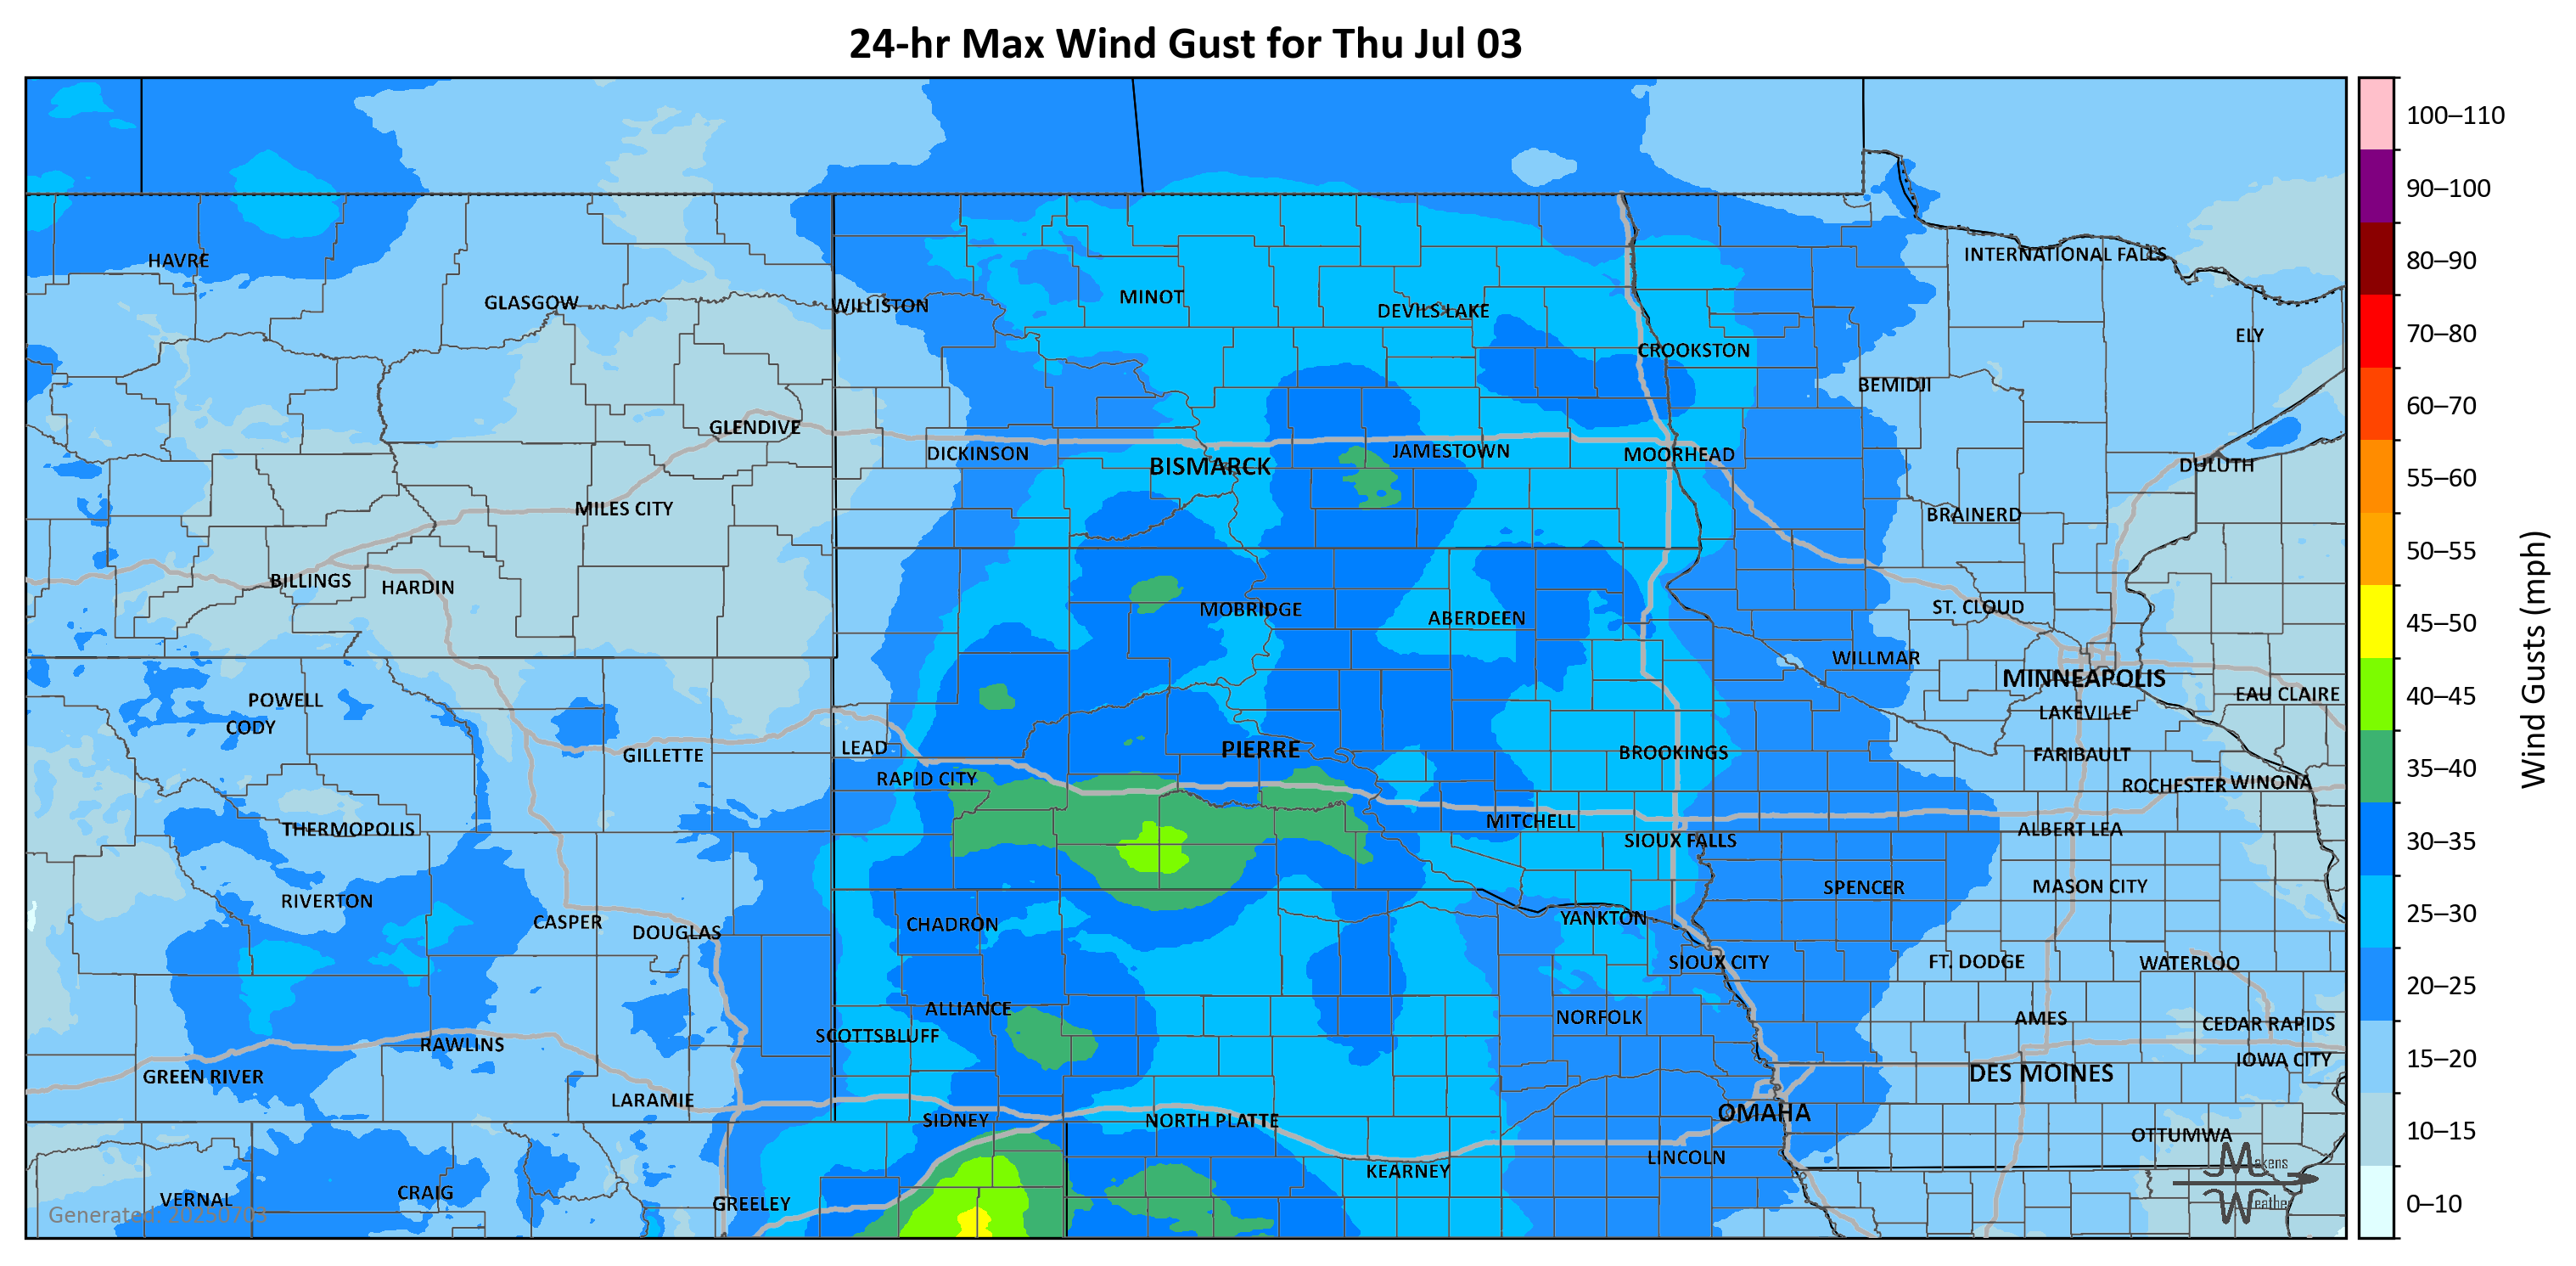 24-hr Max Wind Gust for Thu Jul 03
100–110
90–100
80–90
70–80
60–70
55–60
50–55
45–50
40–45
35–40
30–35
25–30
20–25
15–20
10–15
0–10
Wind Gusts (mph)
HAVRE
GLASGOW
WILLISTON
MINOT
DEVILS LAKE
INTERNATIONAL FALLS
CROOKSTON
ELY
BEMIDJI
GLENDIVE
DICKINSON
BISMARCK
JAMESTOWN
MOORHEAD
DULUTH
MILES CITY
BRAINERD
BILLINGS
HARDIN
MOBRIDGE
ABERDEEN
ST. CLOUD
WILLMAR
MINNEAPOLIS
EAU CLAIRE
POWELL
CODY
LAKEVILLE
GILLETTE
LEAD
PIERRE
BROOKINGS
FARIBAULT
RAPID CITY
ROCHESTER
WINONA
THERMOPOLIS
MITCHELL
SIOUX FALLS
ALBERT LEA
RIVERTON
SPENCER
MASON CITY
CASPER
DOUGLAS
CHADRON
YANKTON
SIOUX CITY
FT. DODGE
WATERLOO
ALLIANCE
SCOTTSBLUFF
NORFOLK
AMES
CEDAR RAPIDS
RAWLINS
IOWA CITY
GREEN RIVER
DES MOINES
LARAMIE
SIDNEY
NORTH PLATTE
OMAHA
OTTUMWA
KEARNEY
LINCOLN
VERNAL
CRAIG
GREELEY
Generated: 20250703
Makens
Weather